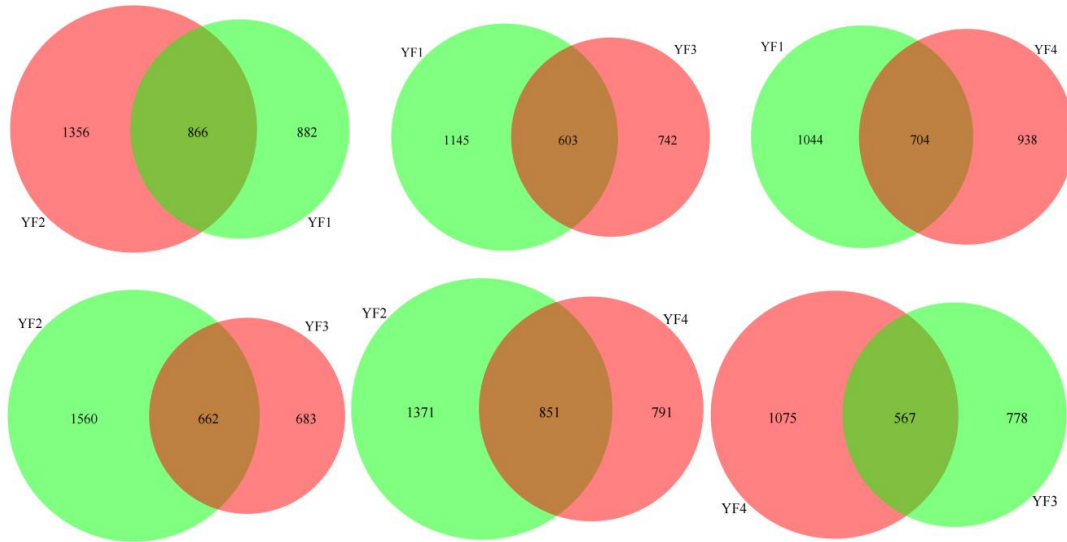 1356 866 882
YF2 YF1
YF1 YF3
1145 603 742
YF1 YF4
1044 704 938
YF2 YF3
1560 662 683
YF2 YF4
1371 851 791
1075 567 778
YF4 YF3